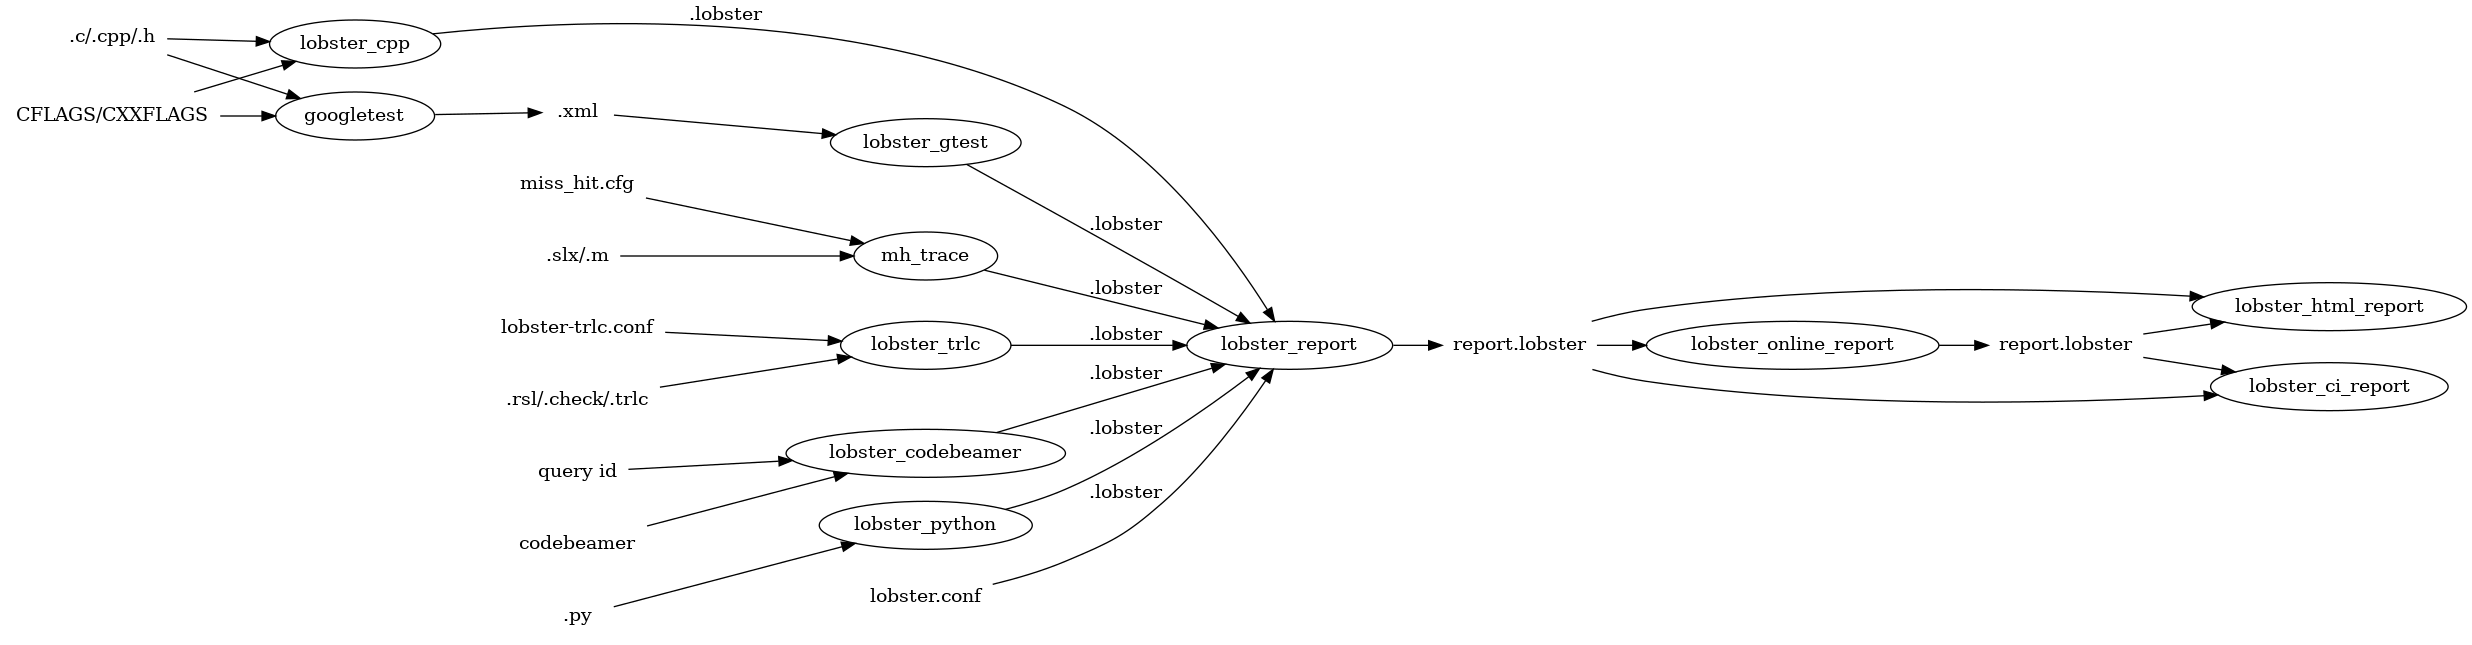 .c/.cpp/.h
CFLAGS/CXXFLAGS
lobster_cpp
googletest
.lobster
.xml
miss_hit.cfg
.slx/.m
lobster-trlc.conf
.rsl/.check/.trlc
query id
codebeamer
.py
lobster_gtest
mh_trace
lobster_trlc
lobster_codebeamer
lobster_python
lobster.conf
.lobster
.lobster
.lobster
.lobster
.lobster
.lobster
lobster_report
report.lobster
lobster_online_report
report.lobster
lobster_html_report
lobster_ci_report